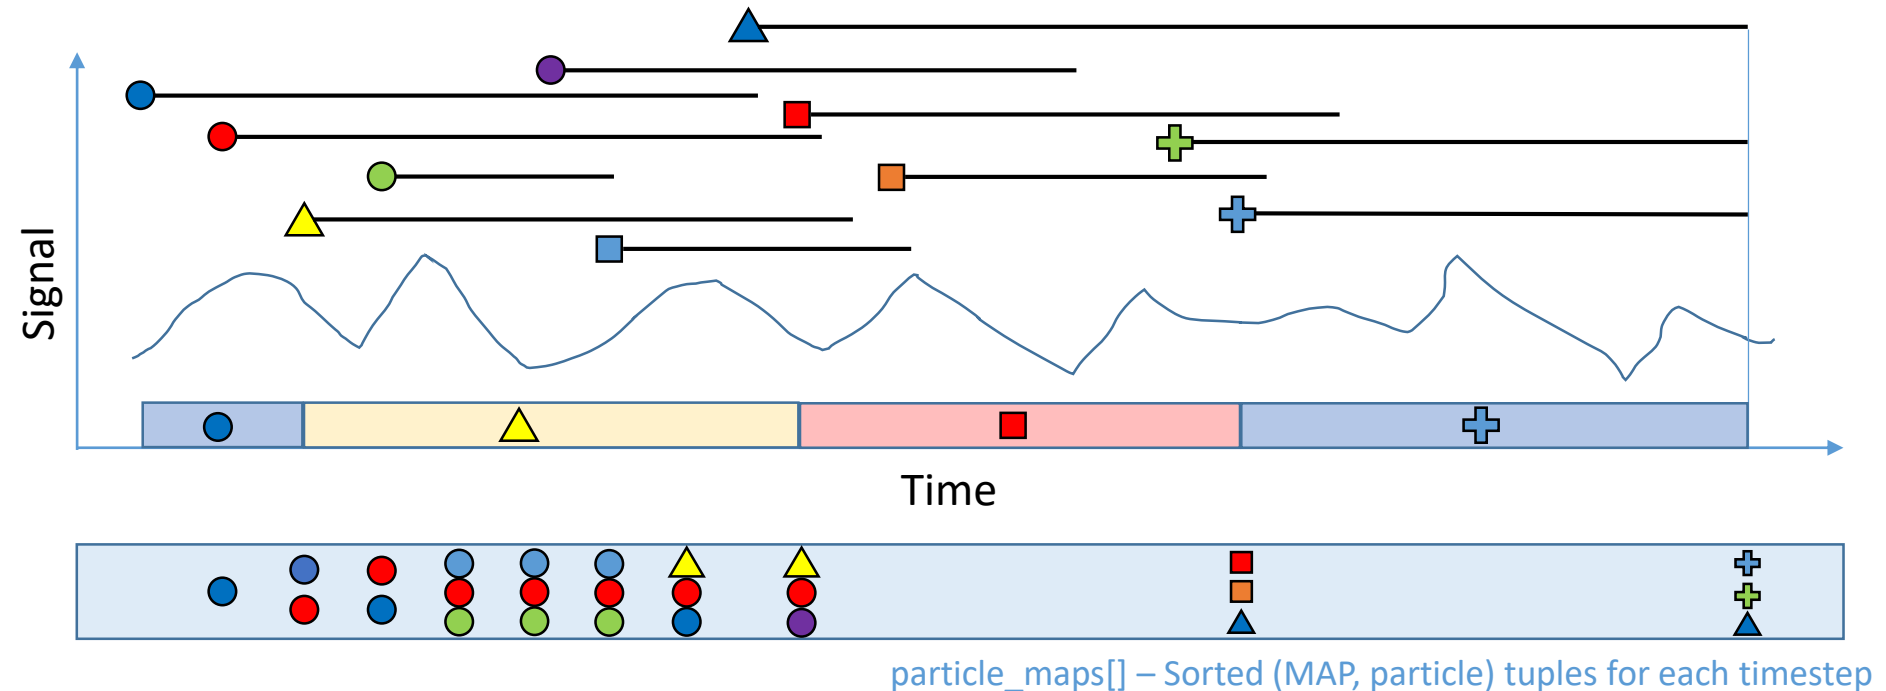 Signal
Time
particle_maps[] – Sorted (MAP, particle) tuples for each timestep